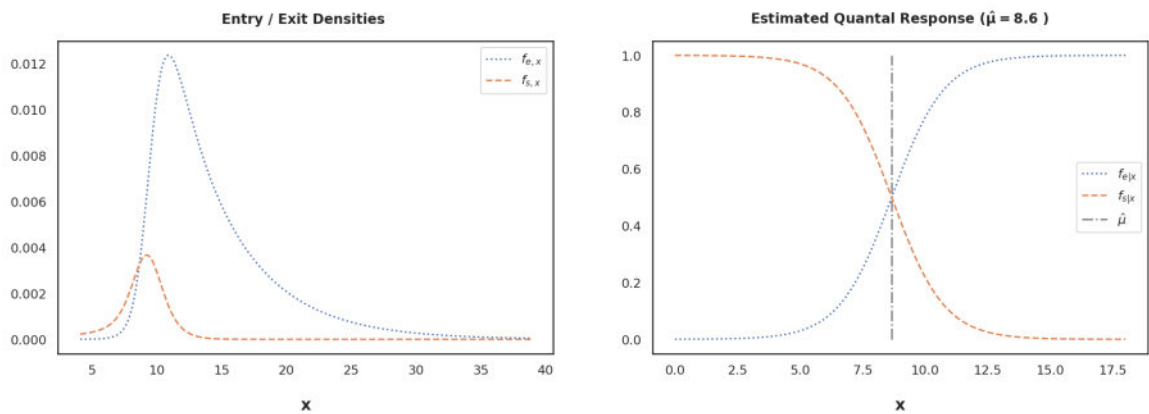 Entry / Exit Densities
0.012
0.010
0.008
0.006
0.004
0.002
0.000
5 10 15 20 25 30 35 40
x
f_{e,x}
f_{s,x}
Estimated Quantal Response (μ̂ = 8.6 )
1.0
0.8
0.6
0.4
0.2
0.0
0.0 2.5 5.0 7.5 10.0 12.5 15.0 17.5
x
f_{e|x}
f_{s|x}
μ̂